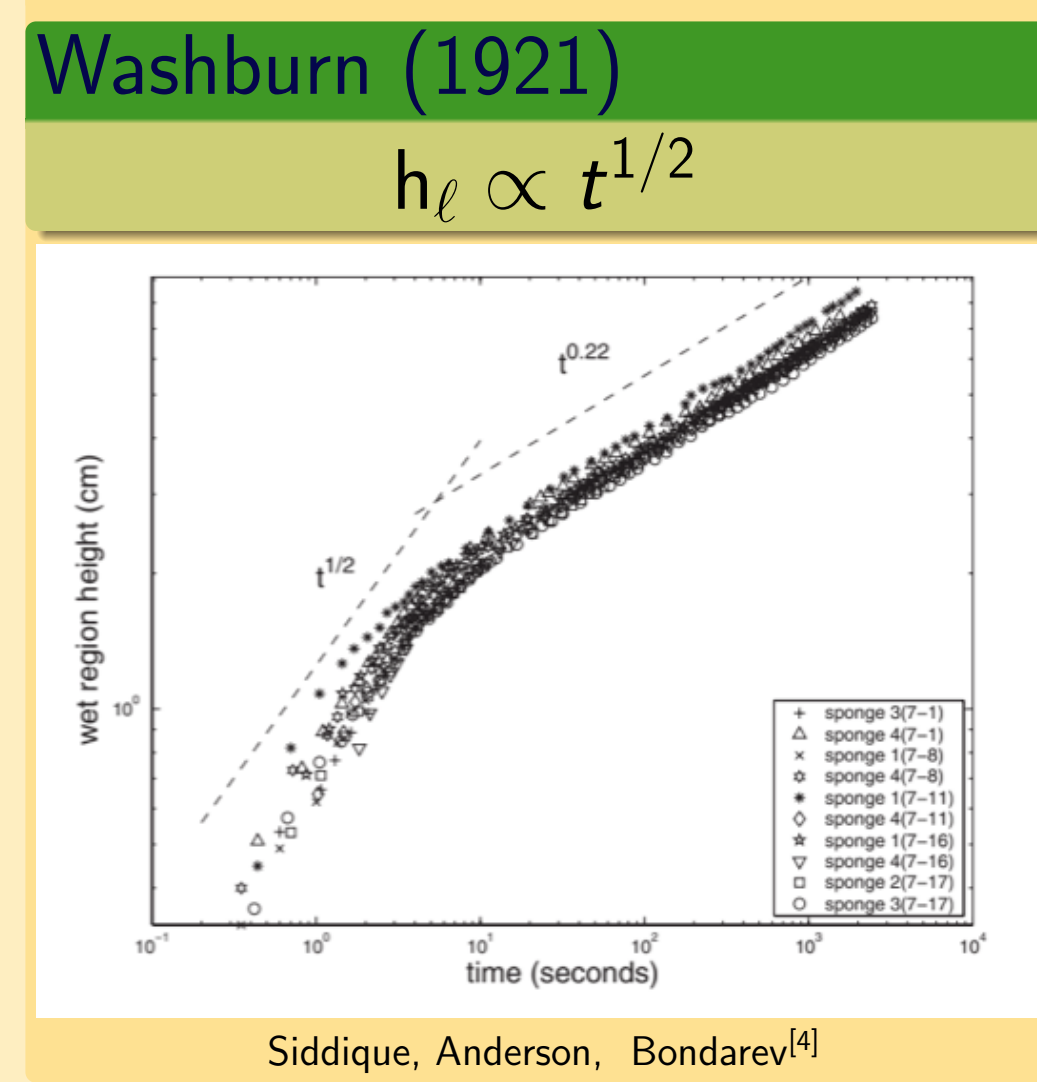 Washburn (1921)
hℓ ∝ t^1/2
t^0.22
t^1/2
wet region height (cm)
10^0
sponge 3(7−1)
sponge 4(7−1)
sponge 1(7−8)
sponge 4(7−8)
sponge 1(7−11)
sponge 4(7−11)
sponge 1(7−16)
sponge 4(7−16)
sponge 2(7−17)
sponge 3(7−17)
10^−1 10^0 10^1 10^2 10^3 10^4
time (seconds)
Siddique, Anderson, Bondarev[4]